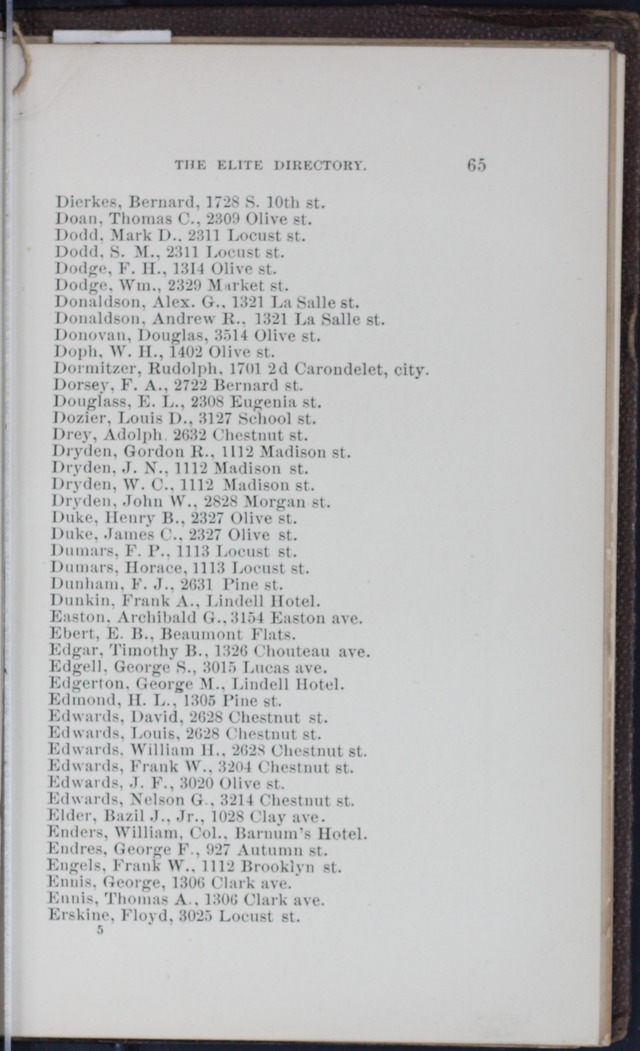 THE ELITE DIRECTORY. 65
Dierkes, Bernard, 1728 S. 10th st.
Doan, Thomas C., 2309 Olive st.
Dodd, Mark D., 2311 Locust st.
Dodd, S. M., 2311 Locust st.
Dodge, F. H., 1314 Olive st.
Dodge, Wm., 2329 Market st.
Donaldson, Alex. G., 1321 La Salle st.
Donaldson, Andrew R., 1321 La Salle st.
Donovan, Douglas, 3514 Olive st.
Doph, W. H., 1402 Olive st.
Dormitzer, Rudolph, 1701 2d Carondelet, city.
Dorsey, F. A., 2722 Bernard st.
Douglass, E. L., 2308 Eugenia st.
Dozier, Louis D., 3127 School st.
Drey, Adolph. 2632 Chestnut st.
Dryden, Gordon R., 1112 Madison st.
Dryden, J. N., 1112 Madison st.
Dryden, W. C., 1112 Madison st.
Dryden, John W., 2828 Morgan st.
Duke, Henry B., 2327 Olive st.
Duke, James C., 2327 Olive st.
Dumars, F. P., 1113 Locust st.
Dumars, Horace, 1113 Locust st.
Dunham, F. J., 2631 Pine st.
Dunkin, Frank A., Lindell Hotel.
Easton, Archibald G., 3154 Easton ave.
Ebert, E. B., Beaumont Flats.
Edgar, Timothy B., 1326 Chouteau ave.
Edgell, George S., 3015 Lucas ave.
Edgerton, George M., Lindell Hotel.
Edmond, H. L., 1305 Pine st.
Edwards, David, 2628 Chestnut st.
Edwards, Louis, 2628 Chestnut st.
Edwards, William H., 2628 Chestnut st.
Edwards, Frank W., 3204 Chestnut st.
Edwards, J. F., 3020 Olive st.
Edwards, Nelson G., 3214 Chestnut st.
Elder, Bazil J., Jr., 1028 Clay ave.
Enders, William, Col., Barnum's Hotel.
Endres, George F., 927 Autumn st.
Engels, Frank W., 1112 Brooklyn st.
Ennis, George, 1306 Clark ave.
Ennis, Thomas A., 1306 Clark ave.
Erskine, Floyd, 3025 Locust st.
5